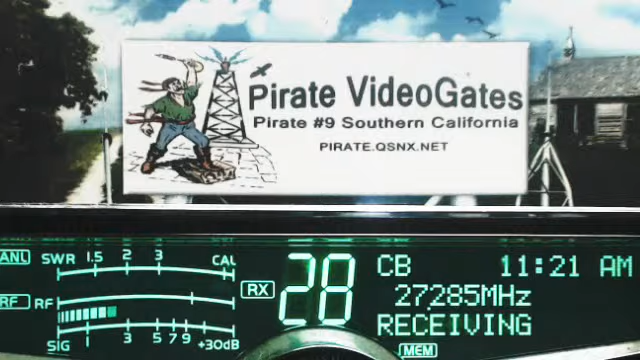 Pirate VideoGates
Pirate #9 Southern California
PIRATE.QSNX.NET
ANL SWR 1.5 2 3 CAL
RF RF
SIG 1 3 5 7 9 +30dB
RX 28
CB 11:21 AM
27285MHz
RECEIVING
MEM